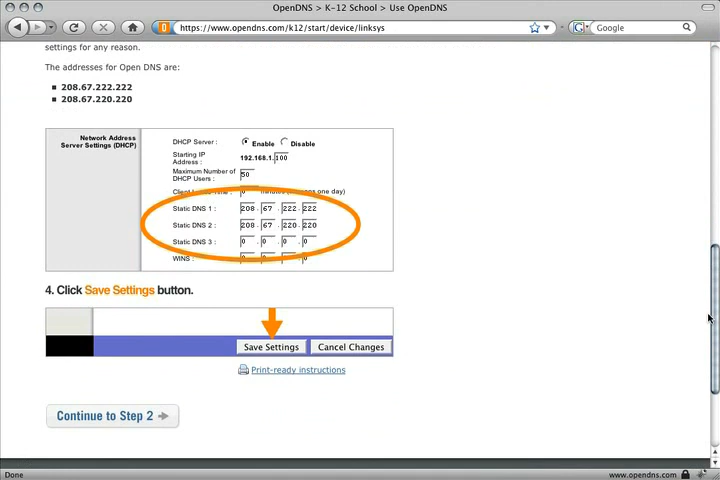 OpenDNS > K-12 School > Use OpenDNS
https://www.opendns.com/k12/start/device/linksys
Google
settings for any reason.
The addresses for Open DNS are:
208.67.222.222
208.67.220.220
Network Address
Server Settings (DHCP)
DHCP Server :
Enable
Disable
Starting IP
Address :
192.168.1.
100
Maximum Number of
DHCP Users :
50
one day)
Static DNS 1 :
208 . 67 . 222 . 222
Static DNS 2 :
208 . 67 . 220 . 220
Static DNS 3 :
0 . 0 . 0 . 0
WINS :
4. Click Save Settings button.
Save Settings
Cancel Changes
Print-ready instructions
Continue to Step 2
Done
www.opendns.com